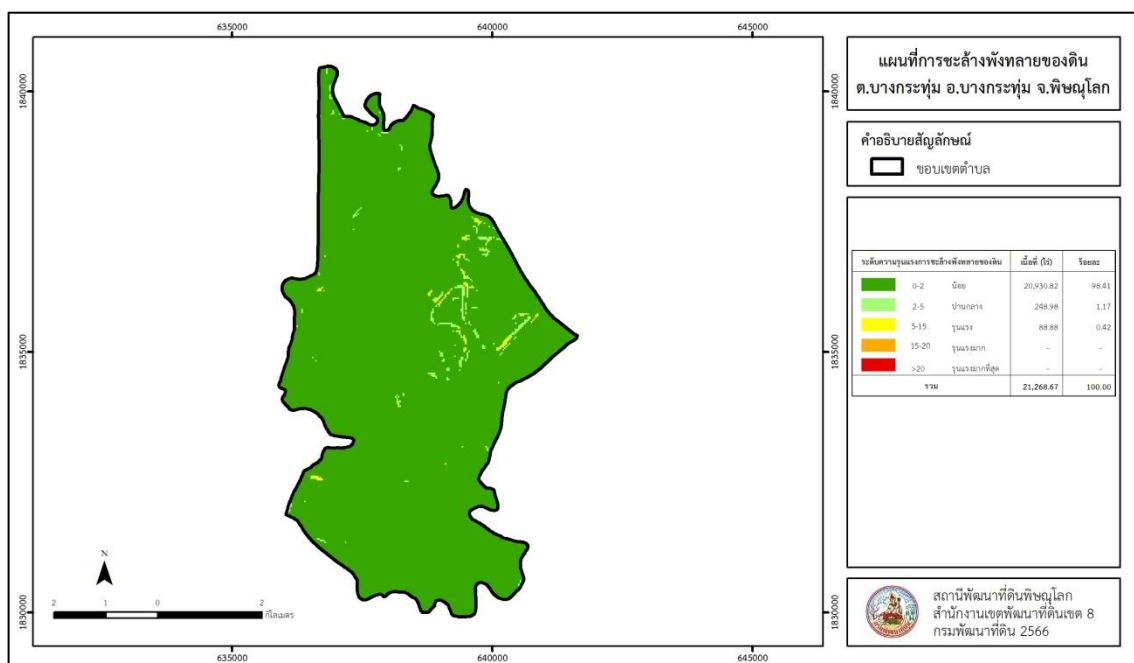 635000 640000 645000
1840000 1840000
1835000 1835000
1830000 1830000
N
2 1 0 2
กิโลเมตร
635000 640000 645000
แผนที่การชะล้างพังทลายของดิน
ต.บางกระทุ่ม อ.บางกระทุ่ม จ.พิษณุโลก
คำอธิบายสัญลักษณ์
ขอบเขตตำบล
ระดับความรุนแรงการชะล้างพังทลายของดิน เนื้อที่ (ไร่) ร้อยละ
0-2 น้อย 20,930.82 98.41
2-5 ปานกลาง 248.98 1.17
5-15 รุนแรง 88.88 0.42
15-20 รุนแรงมาก - -
>20 รุนแรงมากที่สุด - -
รวม 21,268.67 100.00
สถานีพัฒนาที่ดินพิษณุโลก
สำนักงานเขตพัฒนาที่ดินเขต 8
กรมพัฒนาที่ดิน 2566